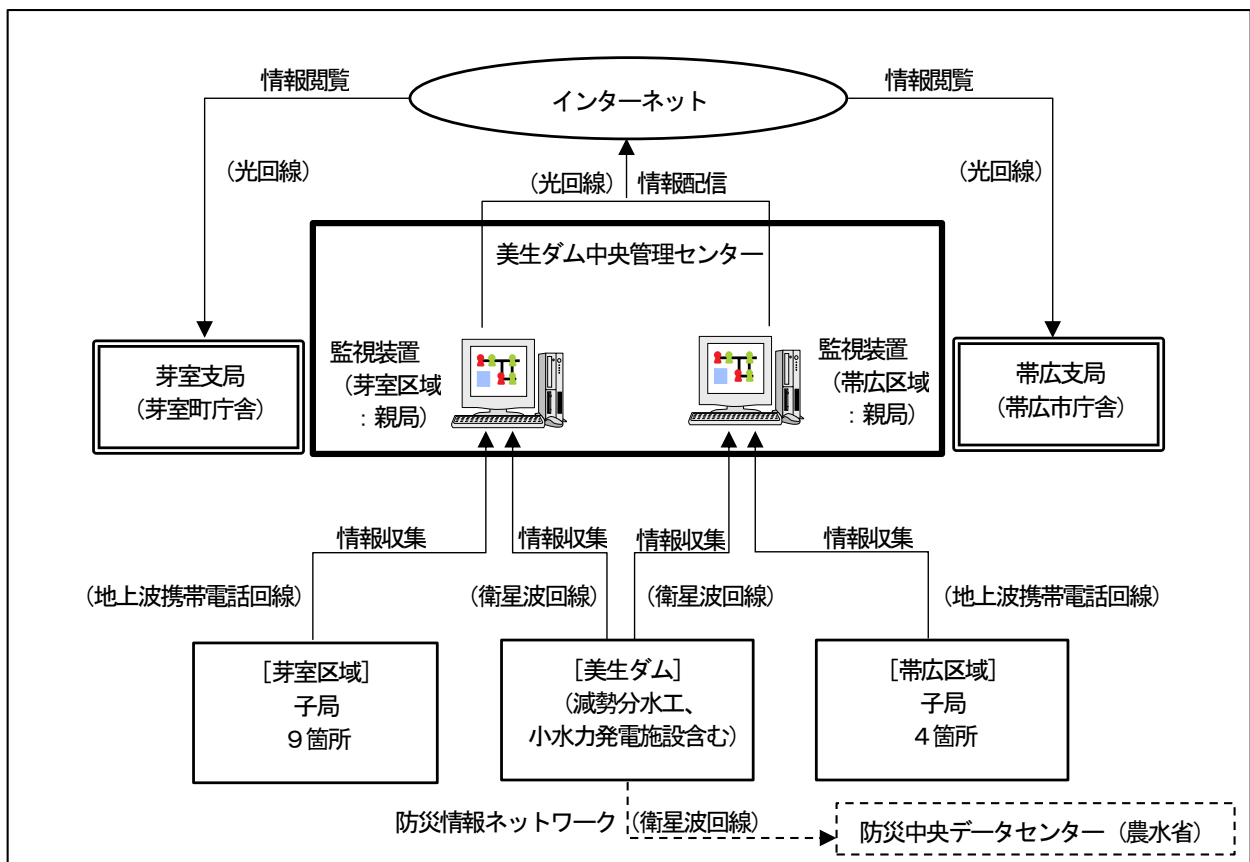 情報閲覧
インターネット
情報閲覧
（光回線）
（光回線）
情報配信
（光回線）
美生ダム中央管理センター
芽室支局
（芽室町庁舎）
監視装置
（芽室区域
：親局）
監視装置
（帯広区域
：親局）
帯広支局
（帯広市庁舎）
情報収集
情報収集
情報収集
情報収集
（地上波携帯電話回線）
（衛星波回線）
（衛星波回線）
（地上波携帯電話回線）
［芽室区域］
子局
９箇所
［美生ダム］
（減勢分水工、
小水力発電施設含む）
［帯広区域］
子局
４箇所
防災情報ネットワーク
（衛星波回線）
防災中央データセンター（農水省）